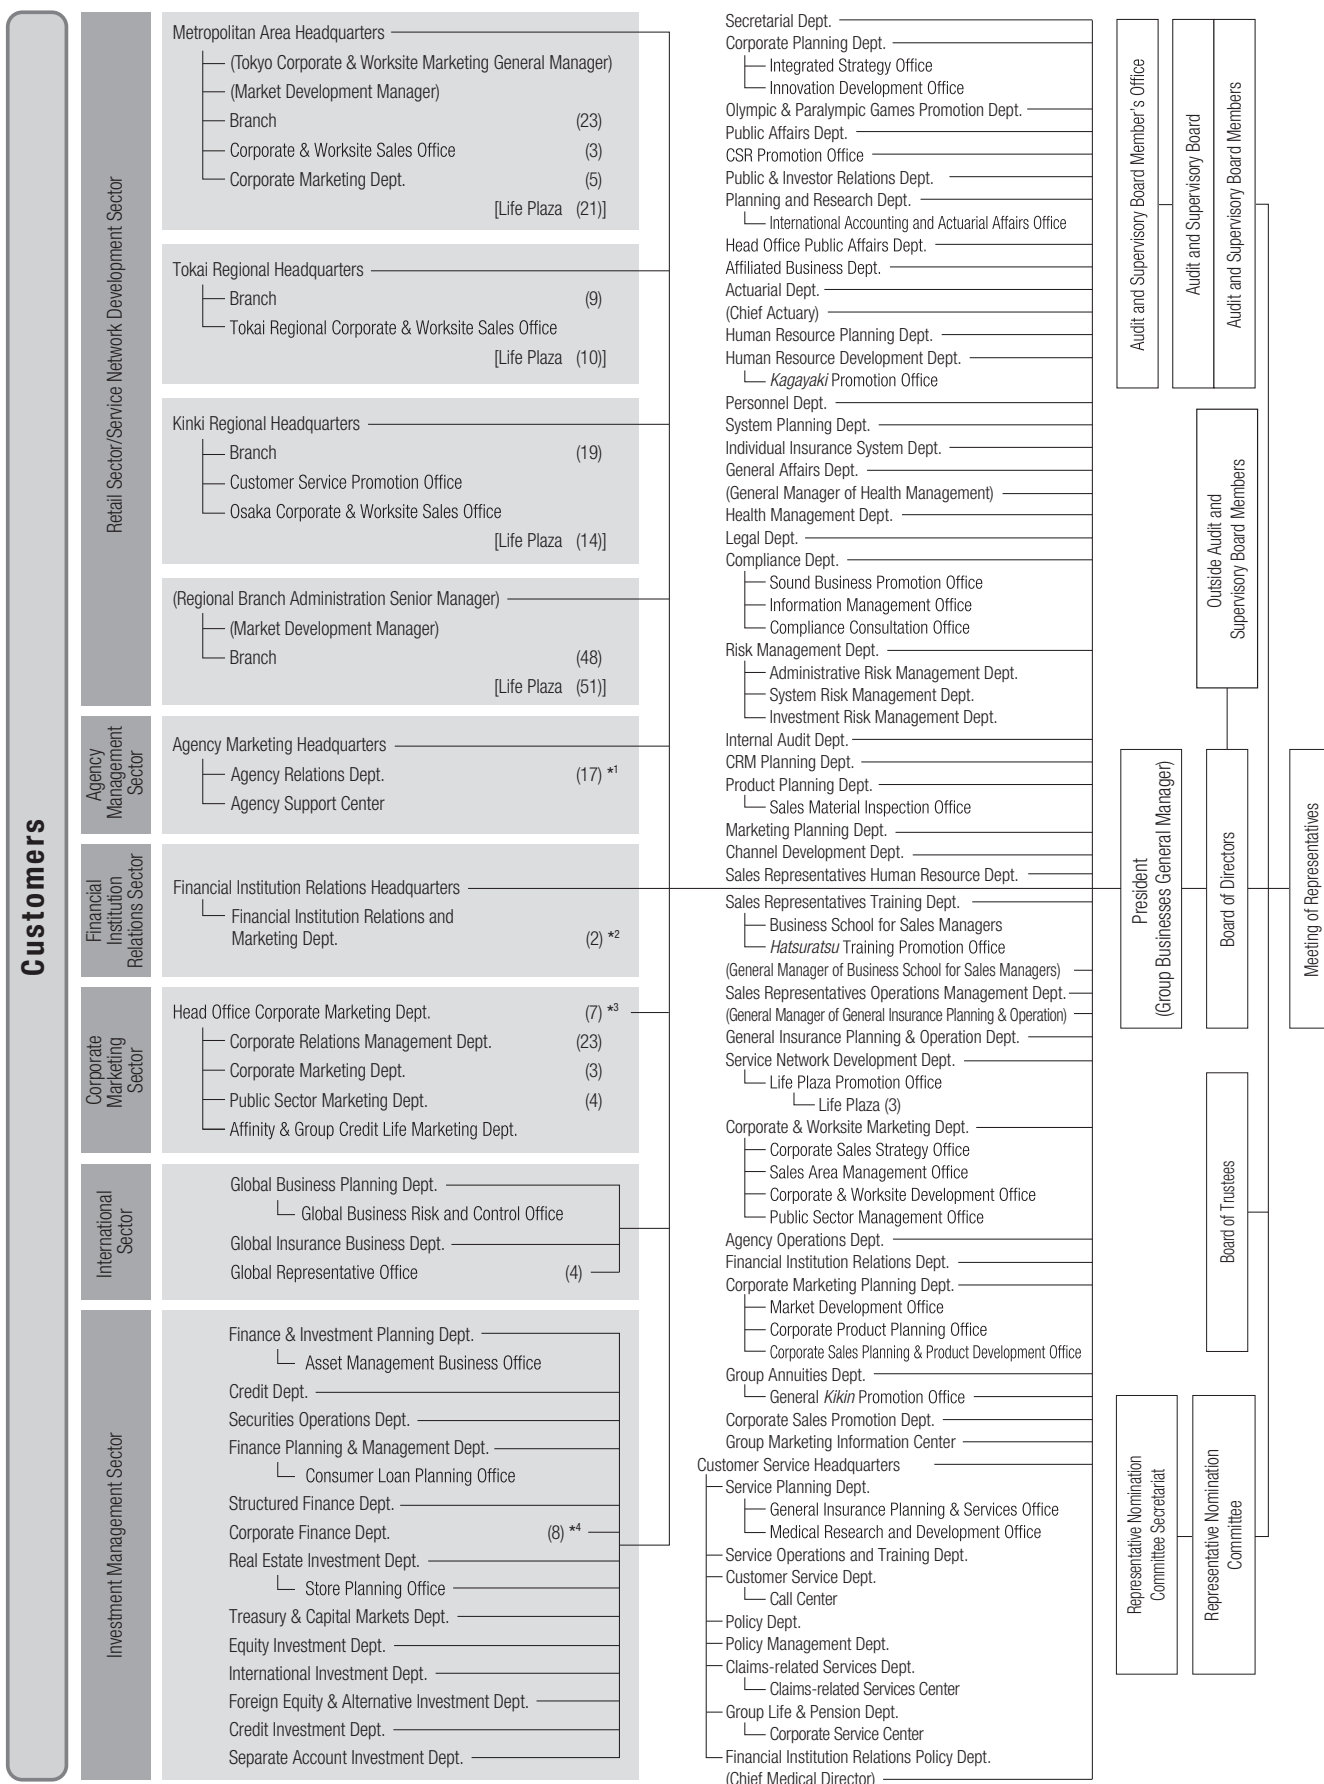 Customers
Retail Sector/Service Network Development Sector
Metropolitan Area Headquarters
(Tokyo Corporate & Worksite Marketing General Manager)
(Market Development Manager)
Branch (23)
Corporate & Worksite Sales Office (3)
Corporate Marketing Dept. (5)
[Life Plaza (21)]
Tokai Regional Headquarters
Branch (9)
Tokai Regional Corporate & Worksite Sales Office
[Life Plaza (10)]
Kinki Regional Headquarters
Branch (19)
Customer Service Promotion Office
Osaka Corporate & Worksite Sales Office
[Life Plaza (14)]
(Regional Branch Administration Senior Manager)
(Market Development Manager)
Branch (48)
[Life Plaza (51)]
Agency
Management
Sector
Agency Marketing Headquarters
Agency Relations Dept. (17) *1
Agency Support Center
Financial
Institution
Relations Sector
Financial Institution Relations Headquarters
Financial Institution Relations and
Marketing Dept. (2) *2
Corporate
Marketing
Sector
Head Office Corporate Marketing Dept. (7) *3
Corporate Relations Management Dept. (23)
Corporate Marketing Dept. (3)
Public Sector Marketing Dept. (4)
Affinity & Group Credit Life Marketing Dept.
International
Sector
Global Business Planning Dept.
Global Business Risk and Control Office
Global Insurance Business Dept.
Global Representative Office (4)
Investment Management Sector
Finance & Investment Planning Dept.
Asset Management Business Office
Credit Dept.
Securities Operations Dept.
Finance Planning & Management Dept.
Consumer Loan Planning Office
Structured Finance Dept.
Corporate Finance Dept. (8) *4
Real Estate Investment Dept.
Store Planning Office
Treasury & Capital Markets Dept.
Equity Investment Dept.
International Investment Dept.
Foreign Equity & Alternative Investment Dept.
Credit Investment Dept.
Separate Account Investment Dept.
Secretarial Dept.
Corporate Planning Dept.
Integrated Strategy Office
Innovation Development Office
Olympic & Paralympic Games Promotion Dept.
Public Affairs Dept.
CSR Promotion Office
Public & Investor Relations Dept.
Planning and Research Dept.
International Accounting and Actuarial Affairs Office
Head Office Public Affairs Dept.
Affiliated Business Dept.
Actuarial Dept.
(Chief Actuary)
Human Resource Planning Dept.
Human Resource Development Dept.
Kagayaki Promotion Office
Personnel Dept.
System Planning Dept.
Individual Insurance System Dept.
General Affairs Dept.
(General Manager of Health Management)
Health Management Dept.
Legal Dept.
Compliance Dept.
Sound Business Promotion Office
Information Management Office
Compliance Consultation Office
Risk Management Dept.
Administrative Risk Management Dept.
System Risk Management Dept.
Investment Risk Management Dept.
Internal Audit Dept.
CRM Planning Dept.
Product Planning Dept.
Sales Material Inspection Office
Marketing Planning Dept.
Channel Development Dept.
Sales Representatives Human Resource Dept.
Sales Representatives Training Dept.
Business School for Sales Managers
Hatsuratsu Training Promotion Office
(General Manager of Business School for Sales Managers)
Sales Representatives Operations Management Dept.
(General Manager of General Insurance Planning & Operation)
General Insurance Planning & Operation Dept.
Service Network Development Dept.
Life Plaza Promotion Office
Life Plaza (3)
Corporate & Worksite Marketing Dept.
Corporate Sales Strategy Office
Sales Area Management Office
Corporate & Worksite Development Office
Public Sector Management Office
Agency Operations Dept.
Financial Institution Relations Dept.
Corporate Marketing Planning Dept.
Market Development Office
Corporate Product Planning Office
Corporate Sales Planning & Product Development Office
Group Annuities Dept.
General Kikin Promotion Office
Corporate Sales Promotion Dept.
Group Marketing Information Center
Customer Service Headquarters
Service Planning Dept.
General Insurance Planning & Services Office
Medical Research and Development Office
Service Operations and Training Dept.
Customer Service Dept.
Call Center
Policy Dept.
Policy Management Dept.
Claims-related Services Dept.
Claims-related Services Center
Group Life & Pension Dept.
Corporate Service Center
Financial Institution Relations Policy Dept.
(Chief Medical Director)
Audit and Supervisory Board Member's Office
Audit and Supervisory Board
Audit and Supervisory Board Members
Outside Audit and
Supervisory Board Members
President
(Group Businesses General Manager)
Board of Directors
Meeting of Representatives
Board of Trustees
Representative Nomination
Committee Secretariat
Representative Nomination
Committee